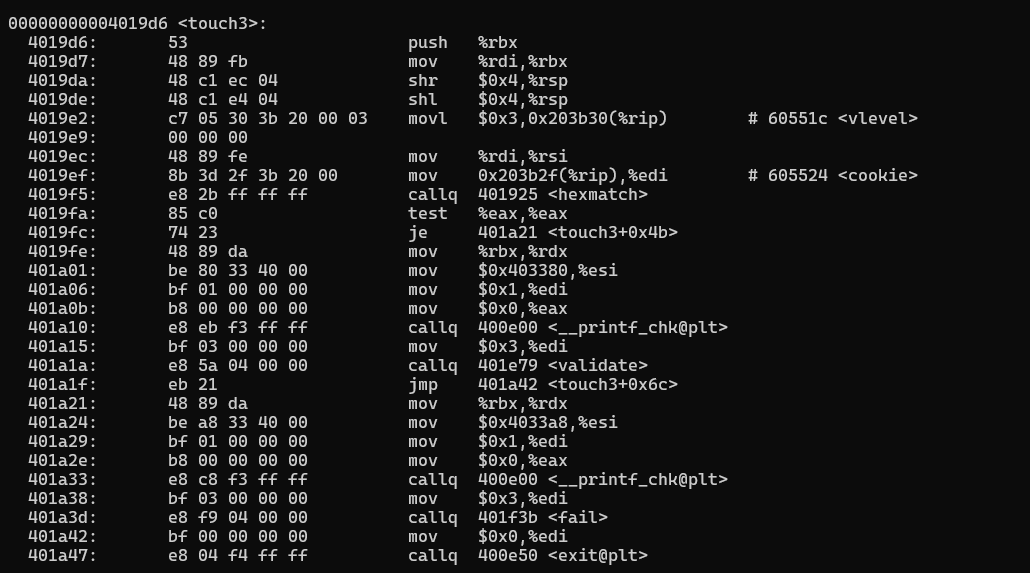 00000000004019d6 <touch3>:
  4019d6:       53                      push   %rbx
  4019d7:       48 89 fb                mov    %rdi,%rbx
  4019da:       48 c1 ec 04             shr    $0x4,%rsp
  4019de:       48 c1 e4 04             shl    $0x4,%rsp
  4019e2:       c7 05 30 3b 20 00 03    movl   $0x3,0x203b30(%rip)        # 60551c <vlevel>
  4019e9:       00 00 00
  4019ec:       48 89 fe                mov    %rdi,%rsi
  4019ef:       8b 3d 2f 3b 20 00       mov    0x203b2f(%rip),%edi        # 605524 <cookie>
  4019f5:       e8 2b ff ff ff          callq  401925 <hexmatch>
  4019fa:       85 c0                   test   %eax,%eax
  4019fc:       74 23                   je     401a21 <touch3+0x4b>
  4019fe:       48 89 da                mov    %rbx,%rdx
  401a01:       be 80 33 40 00          mov    $0x403380,%esi
  401a06:       bf 01 00 00 00          mov    $0x1,%edi
  401a0b:       b8 00 00 00 00          mov    $0x0,%eax
  401a10:       e8 eb f3 ff ff          callq  400e00 <__printf_chk@plt>
  401a15:       bf 03 00 00 00          mov    $0x3,%edi
  401a1a:       e8 5a 04 00 00          callq  401e79 <validate>
  401a1f:       eb 21                   jmp    401a42 <touch3+0x6c>
  401a21:       48 89 da                mov    %rbx,%rdx
  401a24:       be a8 33 40 00          mov    $0x4033a8,%esi
  401a29:       bf 01 00 00 00          mov    $0x1,%edi
  401a2e:       b8 00 00 00 00          mov    $0x0,%eax
  401a33:       e8 c8 f3 ff ff          callq  400e00 <__printf_chk@plt>
  401a38:       bf 03 00 00 00          mov    $0x3,%edi
  401a3d:       e8 f9 04 00 00          callq  401f3b <fail>
  401a42:       bf 00 00 00 00          mov    $0x0,%edi
  401a47:       e8 04 f4 ff ff          callq  400e50 <exit@plt>